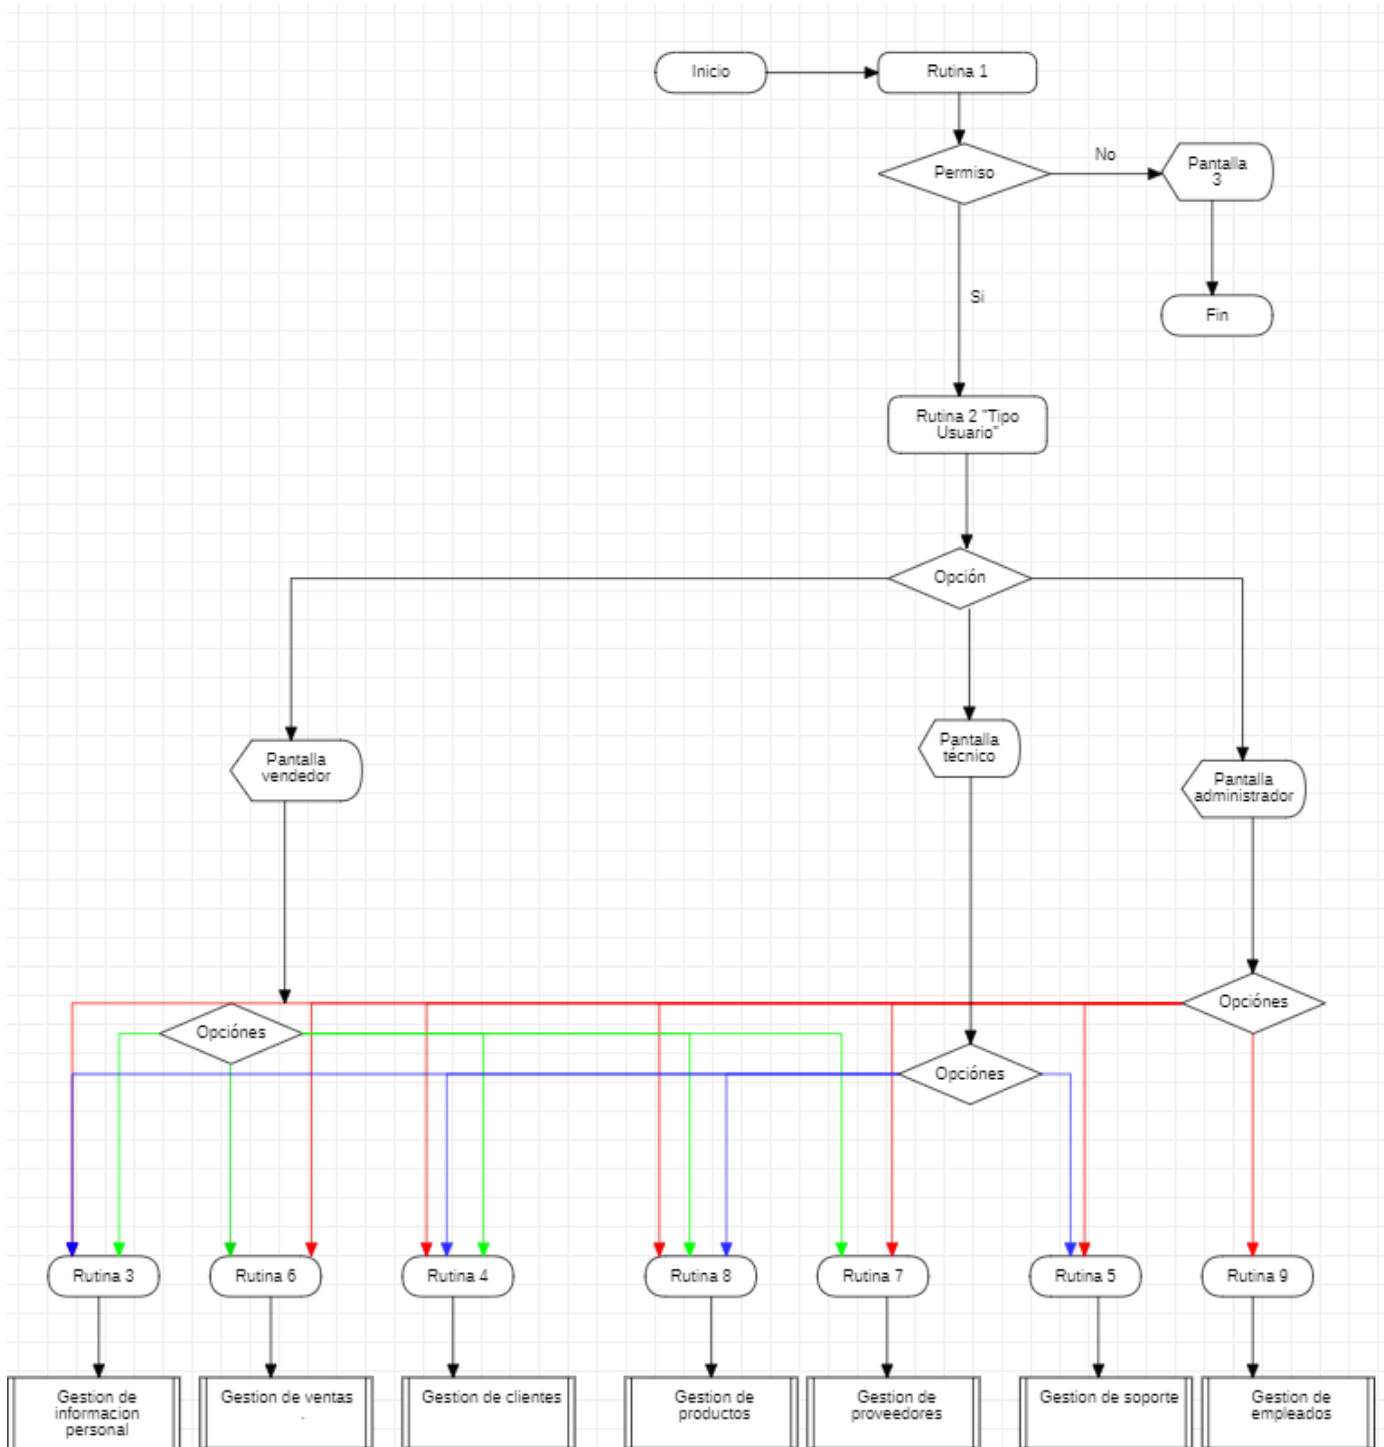 Inicio
Rutina 1
Permiso
No
Pantalla
3
Si
Fin
Rutina 2 "Tipo
Usuario"
Opción
Pantalla
vendedor
Pantalla
técnico
Pantalla
administrador
Opciónes
Opciónes
Opciónes
Rutina 3
Rutina 6
Rutina 4
Rutina 8
Rutina 7
Rutina 5
Rutina 9
Gestion de
informacion
personal
Gestion de ventas
.
Gestion de clientes
Gestion de
productos
Gestion de
proveedores
Gestion de soporte
Gestion de
empleados